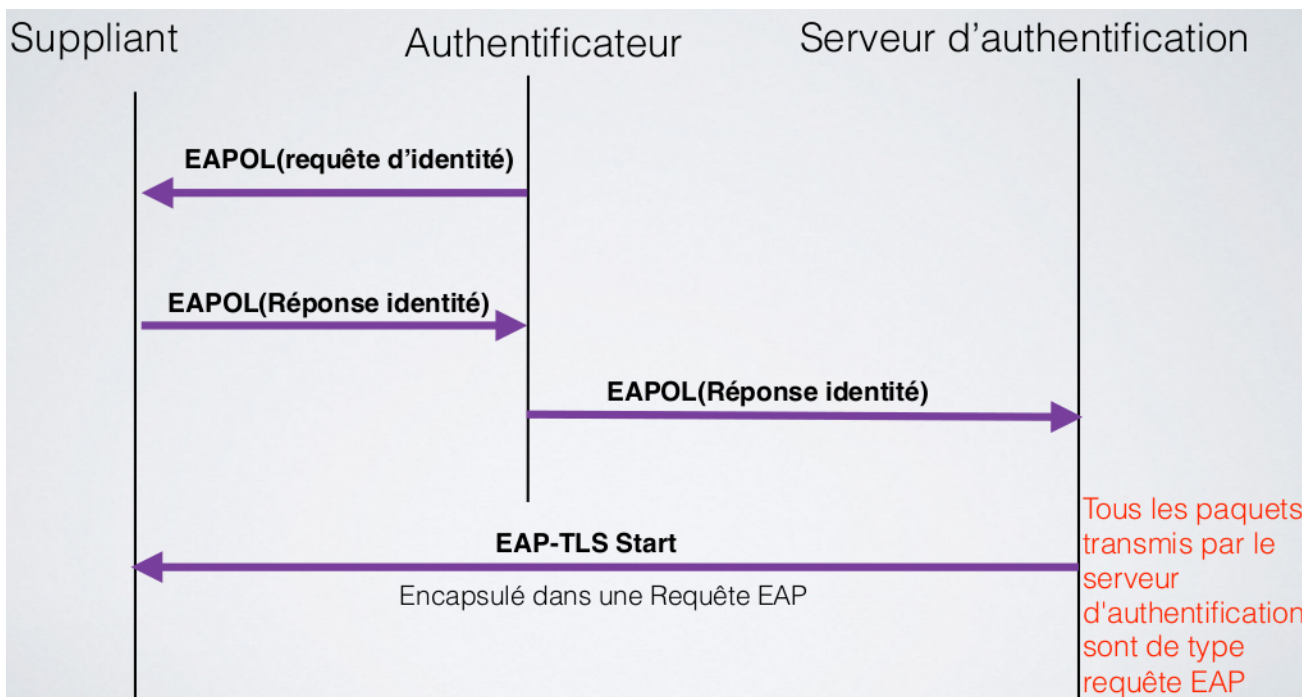 Suppliant
Authentificateur
Serveur d'authentification
EAPOL(requête d'identité)
EAPOL(Réponse identité)
EAPOL(Réponse identité)
EAP-TLS Start
Encapsulé dans une Requête EAP
Tous les paquets
transmis par le
serveur
d'authentification
sont de type
requête EAP